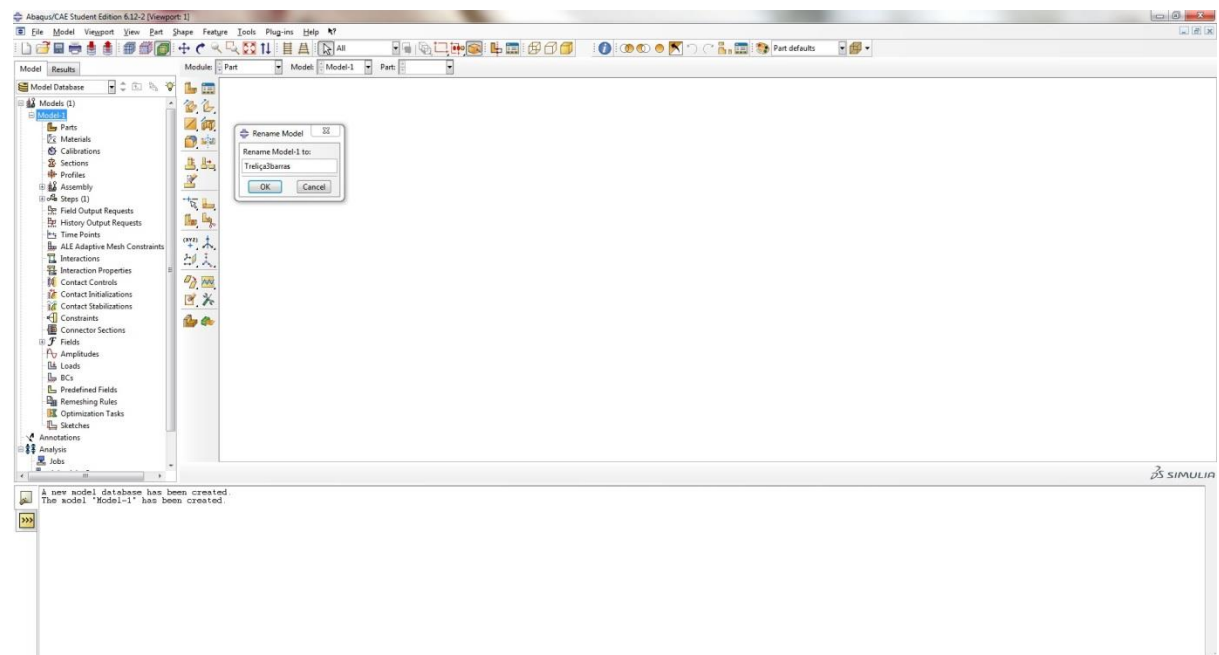 Abaqus/CAE Student Edition 6.12-2 [Viewport: 1]
File Model Viewport View Part Shape Feature Tools Plug-ins Help
All
Part defaults
Model Results
Module: Part Model: Model-1 Part:
Model Database
Models (1)
Model-1
Parts
Materials
Calibrations
Sections
Profiles
Assembly
Steps (1)
Field Output Requests
History Output Requests
Time Points
ALE Adaptive Mesh Constraints
Interactions
Interaction Properties
Contact Controls
Contact Initializations
Contact Stabilizations
Constraints
Connector Sections
Fields
Amplitudes
Loads
BCs
Predefined Fields
Remeshing Rules
Optimization Tasks
Sketches
Annotations
Analysis
Jobs
(XYZ)
Rename Model
Rename Model-1 to:
Treliça3barras
OK Cancel
SIMULIA
A new model database has been created.
The model "Model-1" has been created.
>>>